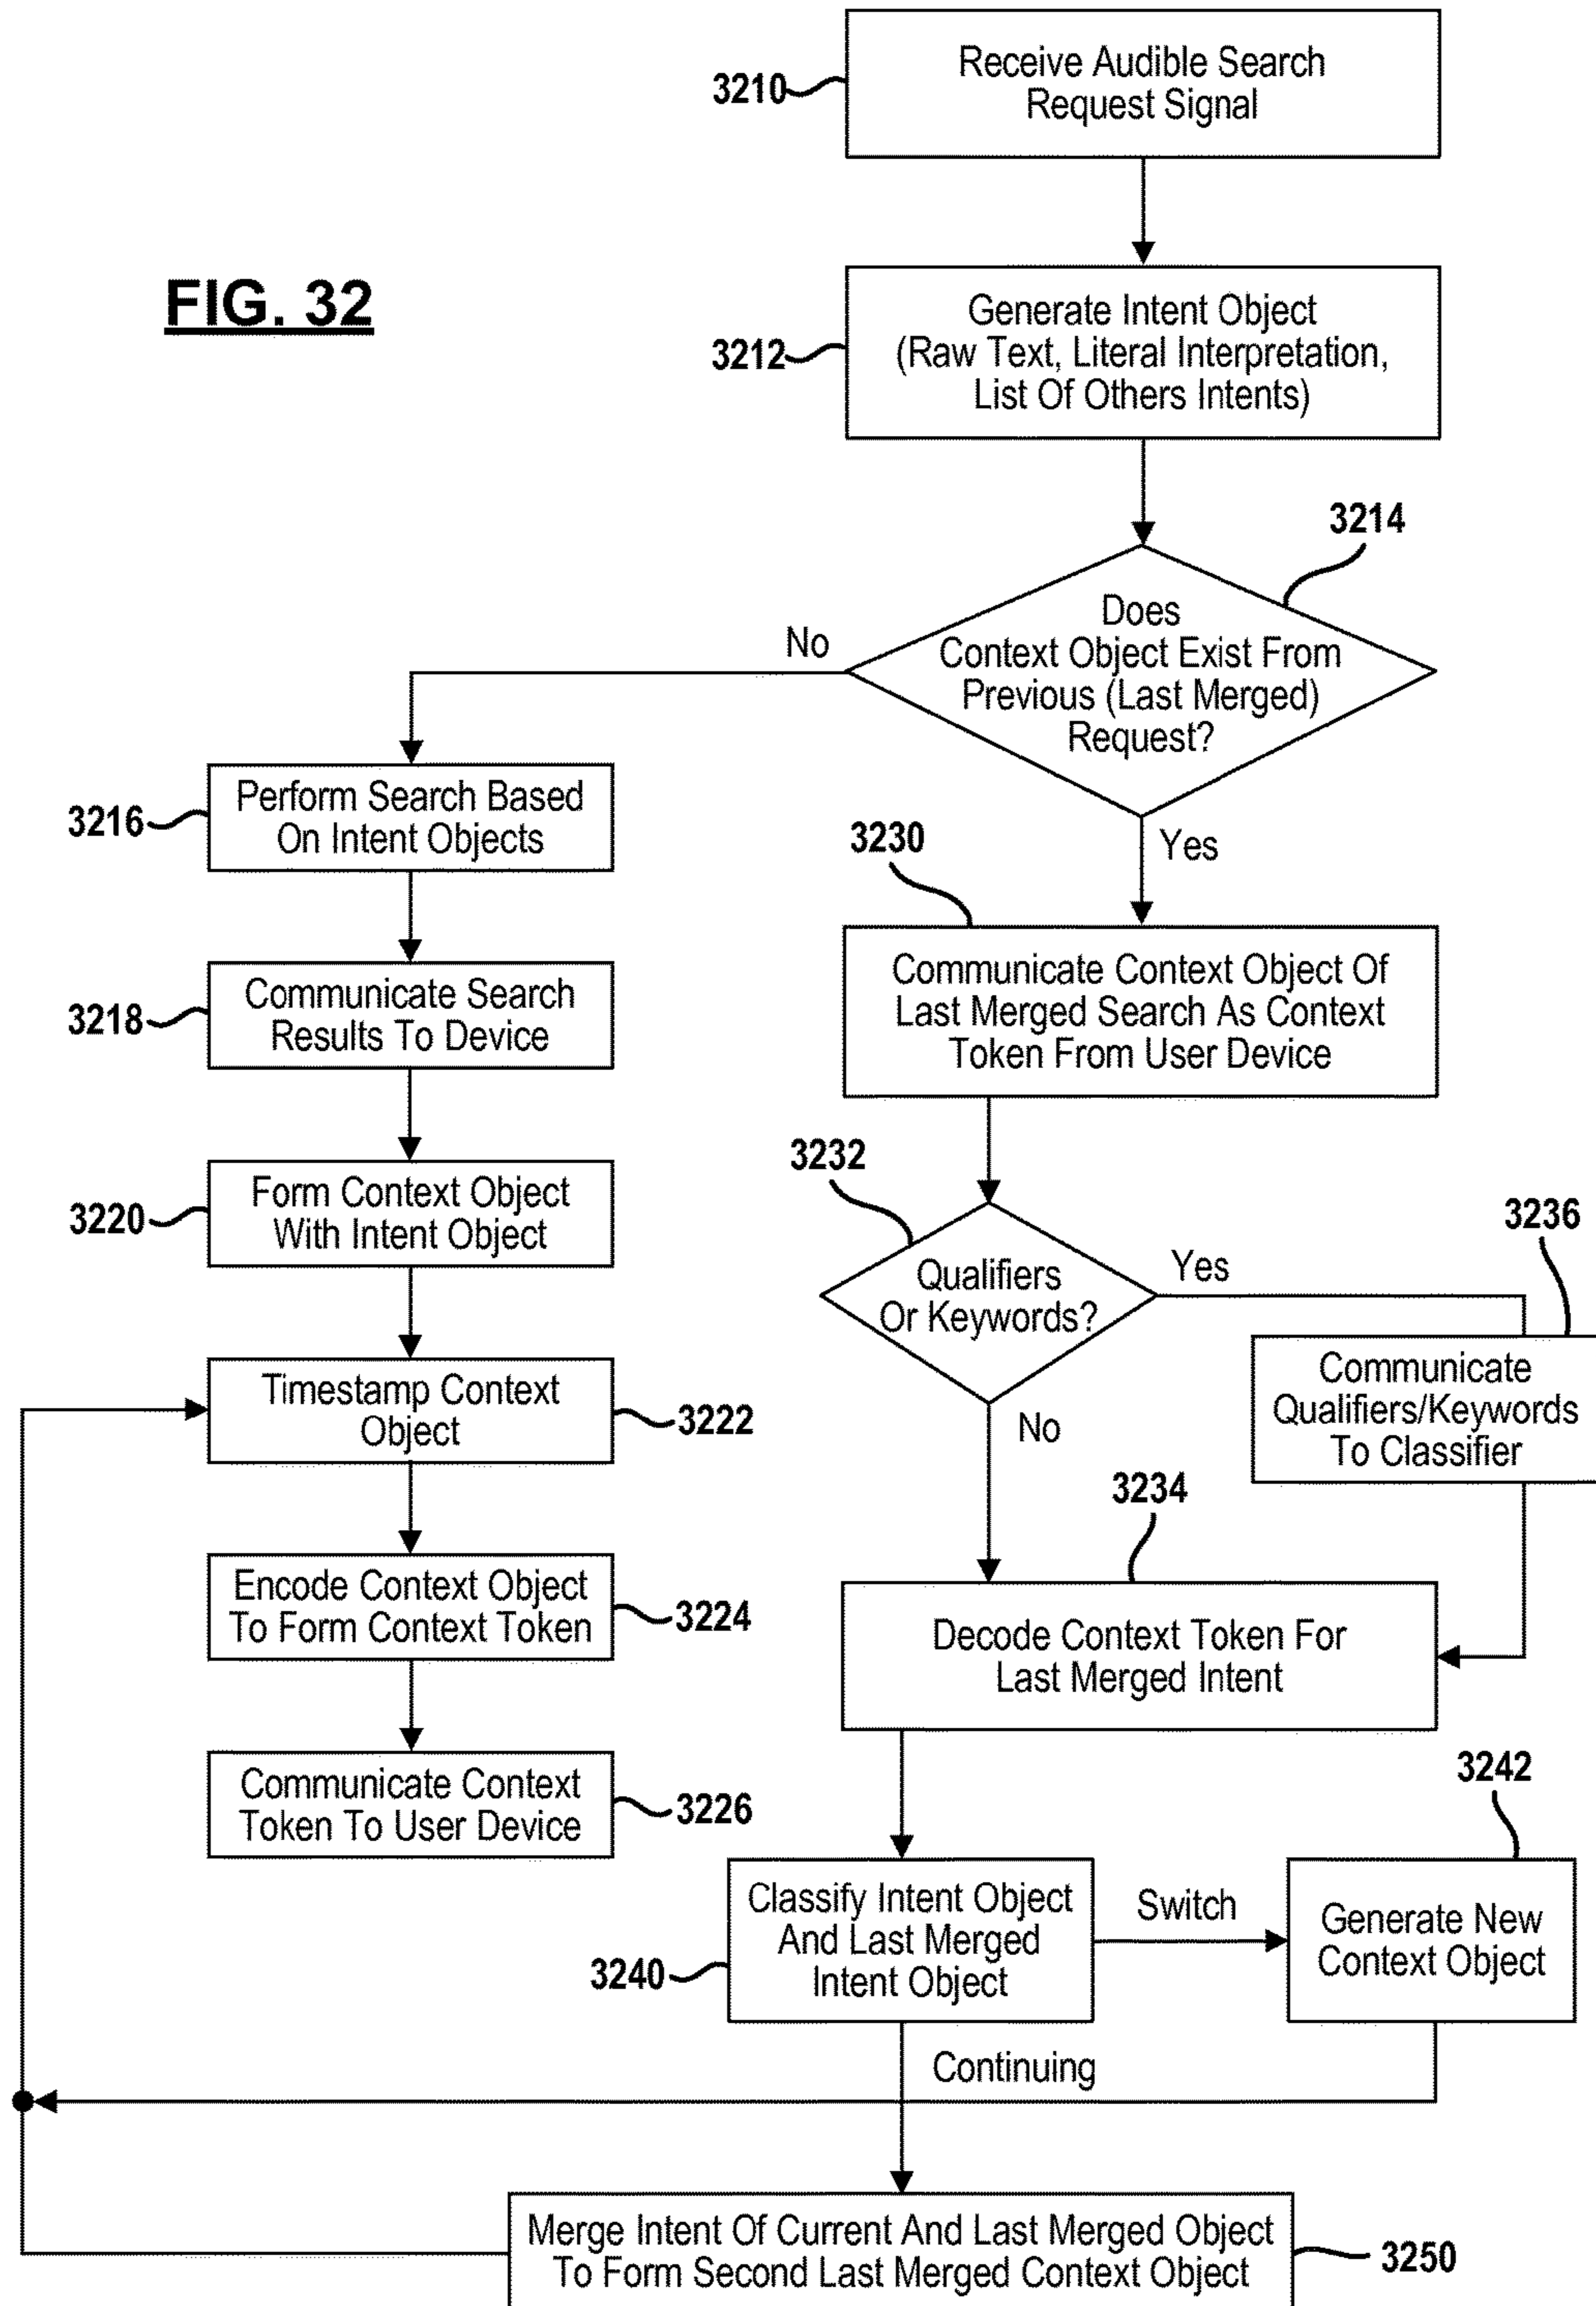 3210
Receive Audible Search
Request Signal
FIG. 32
3212
Generate Intent Object
(Raw Text, Literal Interpretation,
List Of Others Intents)
3214
Does
Context Object Exist From
Previous (Last Merged)
Request?
No
Yes
3216
Perform Search Based
On Intent Objects
3218
Communicate Search
Results To Device
3220
Form Context Object
With Intent Object
Timestamp Context
Object
3222
Encode Context Object
To Form Context Token
3224
Communicate Context
Token To User Device
3226
3230
Communicate Context Object Of
Last Merged Search As Context
Token From User Device
3232
Qualifiers
Or Keywords?
Yes
No
3236
Communicate
Qualifiers/Keywords
To Classifier
3234
Decode Context Token For
Last Merged Intent
3240
Classify Intent Object
And Last Merged
Intent Object
Switch
3242
Generate New
Context Object
Continuing
Merge Intent Of Current And Last Merged Object
To Form Second Last Merged Context Object
3250